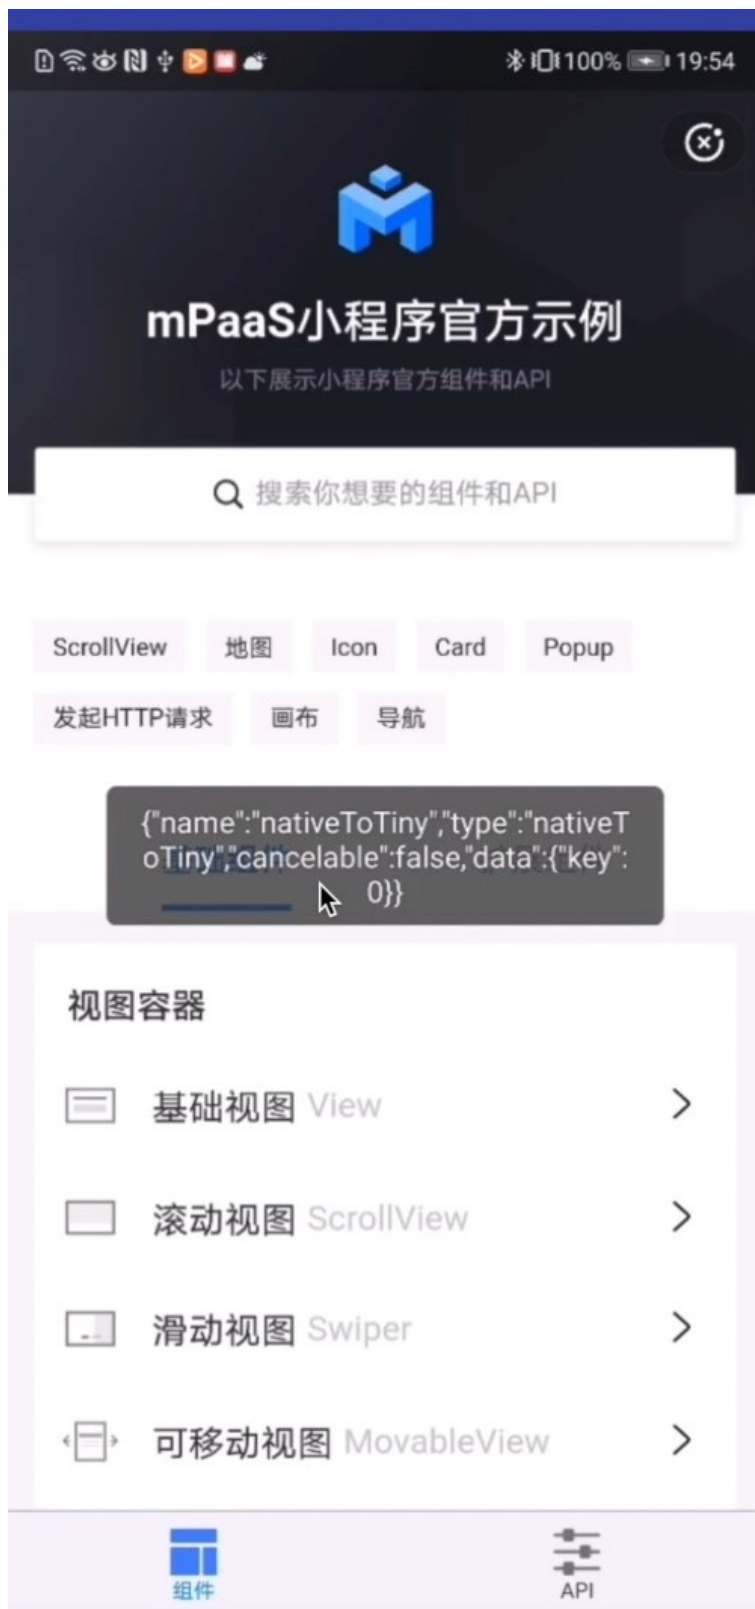 100% 19:54
mPaaS小程序官方示例
以下展示小程序官方组件和API
搜索你想要的组件和API
ScrollView 地图 Icon Card Popup
发起HTTP请求 画布 导航
{"name":"nativeToTiny","type":"nativeT
oTiny","cancelable":false,"data":{"key":
0}}
视图容器
基础视图 View
滚动视图 ScrollView
滑动视图 Swiper
可移动视图 MovableView
组件 API